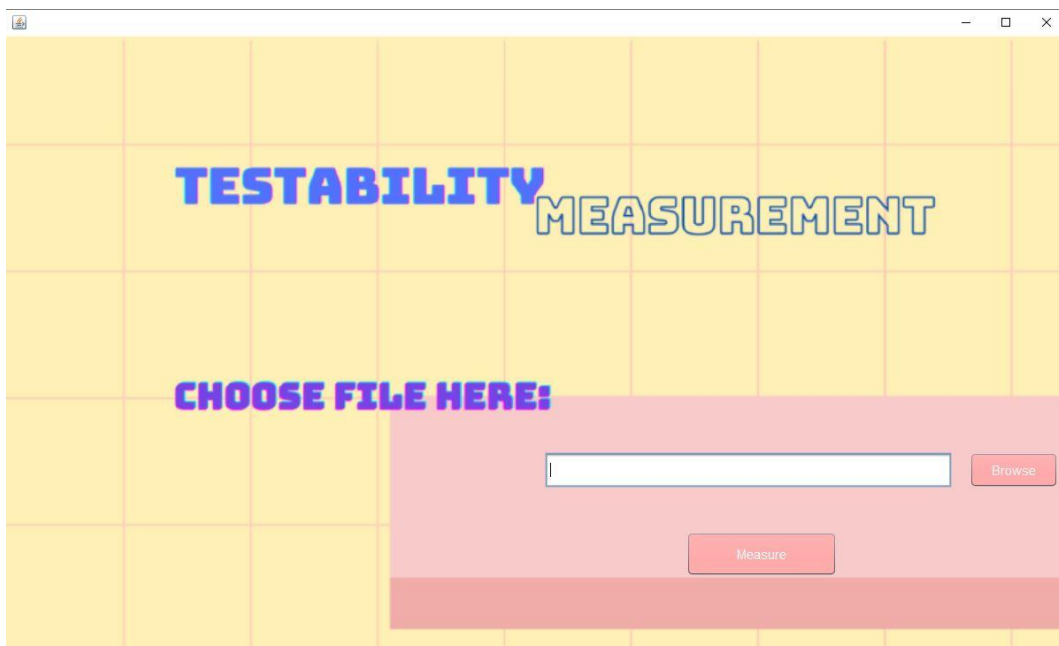 TESTABILITY
MEASUREMENT
CHOOSE FILE HERE:
Browse
Measure